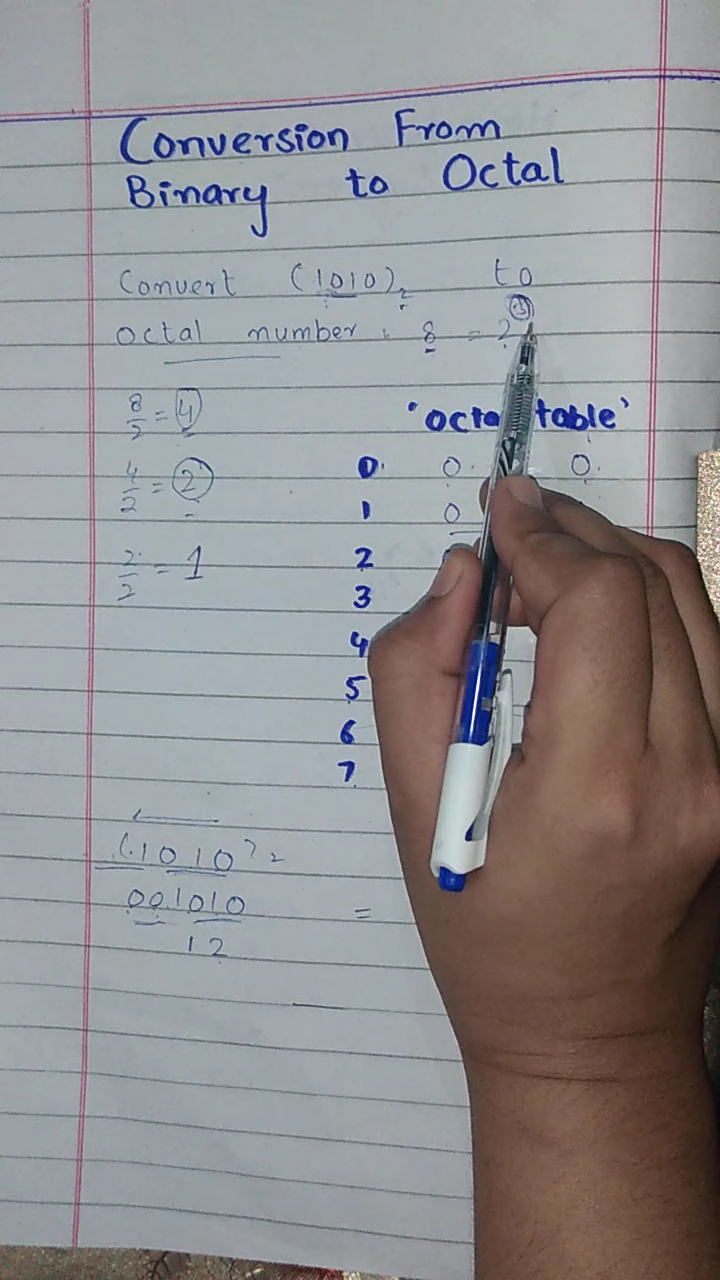 Conversion From
Binary to Octal
Convert (1010)₂ to
octal number. 8 = 2³
8/2 = 4
'octa table'
4/2 = 2
0. 0. 0.
1 0
2/2 = 1
2
3
4
5
6
7
(1010)₂
001010 =
12